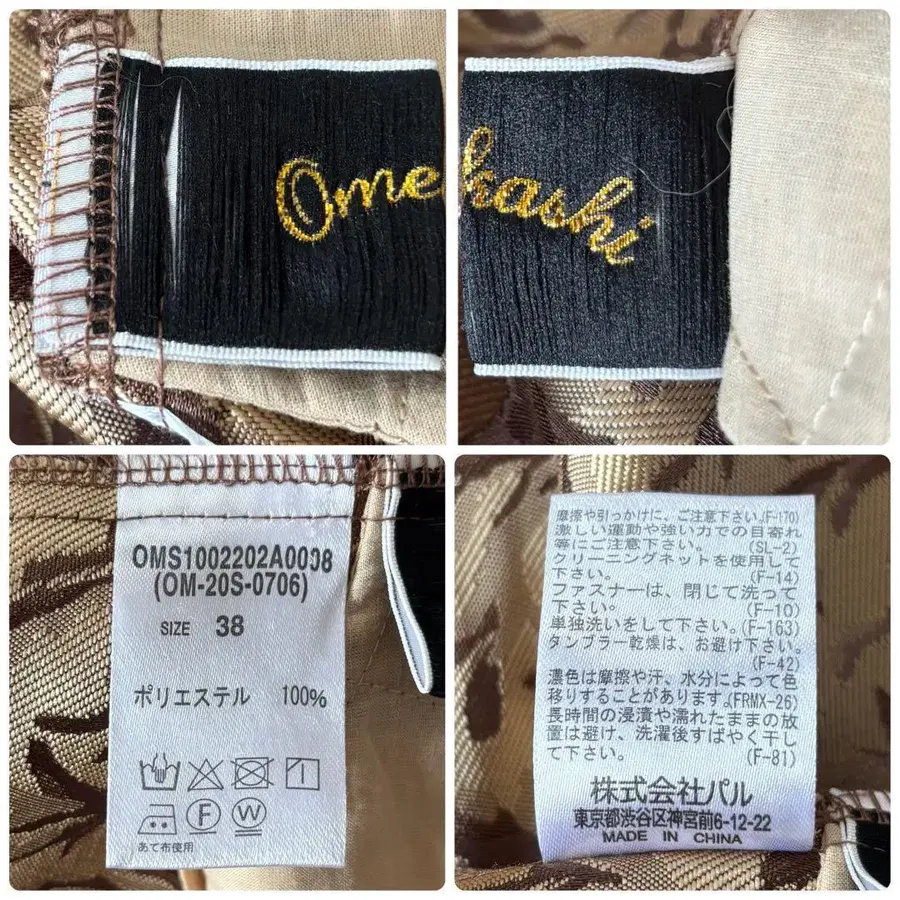 Ome
kashi
OMS1002202A0008
(OM-20S-0706)
SIZE 38
ポリエステル 100%
F
W
あて布使用
摩擦や引っかけに、ご注意下さい。(F-170)
激しい運動や強い力での目寄れ
等にご注意下さい。 (SL-2)
クリーニングネットを使用して
下さい。 (F-14)
ファスナーは、閉じて洗って
下さい。 (F-10)
単独洗いをして下さい。(F-163)
タンブラー乾燥は、お避け下さい。
(F-42)
濃色は摩擦や汗、水分によって色
移りすることがあります。(FRMX-26)
長時間の浸漬や濡れたままの放
置は避け、洗濯後すばやく干し
て下さい。 (F-81)
株式会社パル
東京都渋谷区神宮前6-12-22
MADE IN CHINA